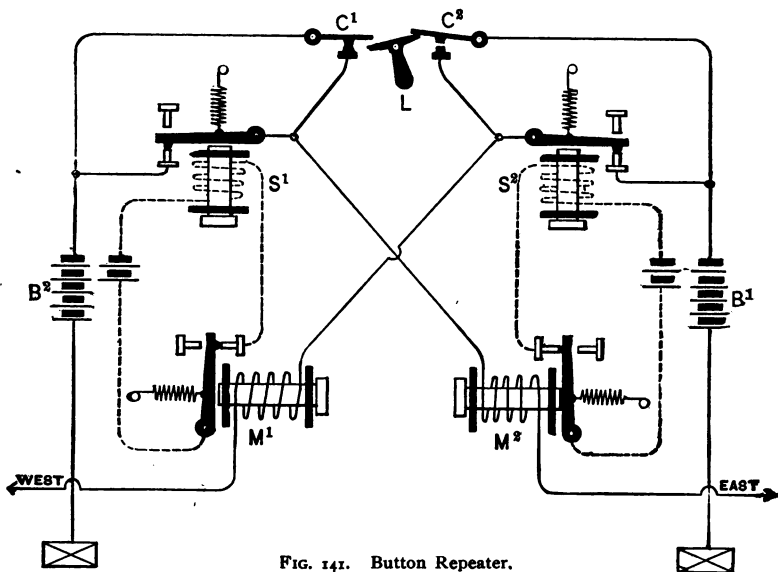 C¹ C²
L
S¹ S²
B² B¹
M¹ M²
WEST EAST
FIG. 141. Button Repeater.